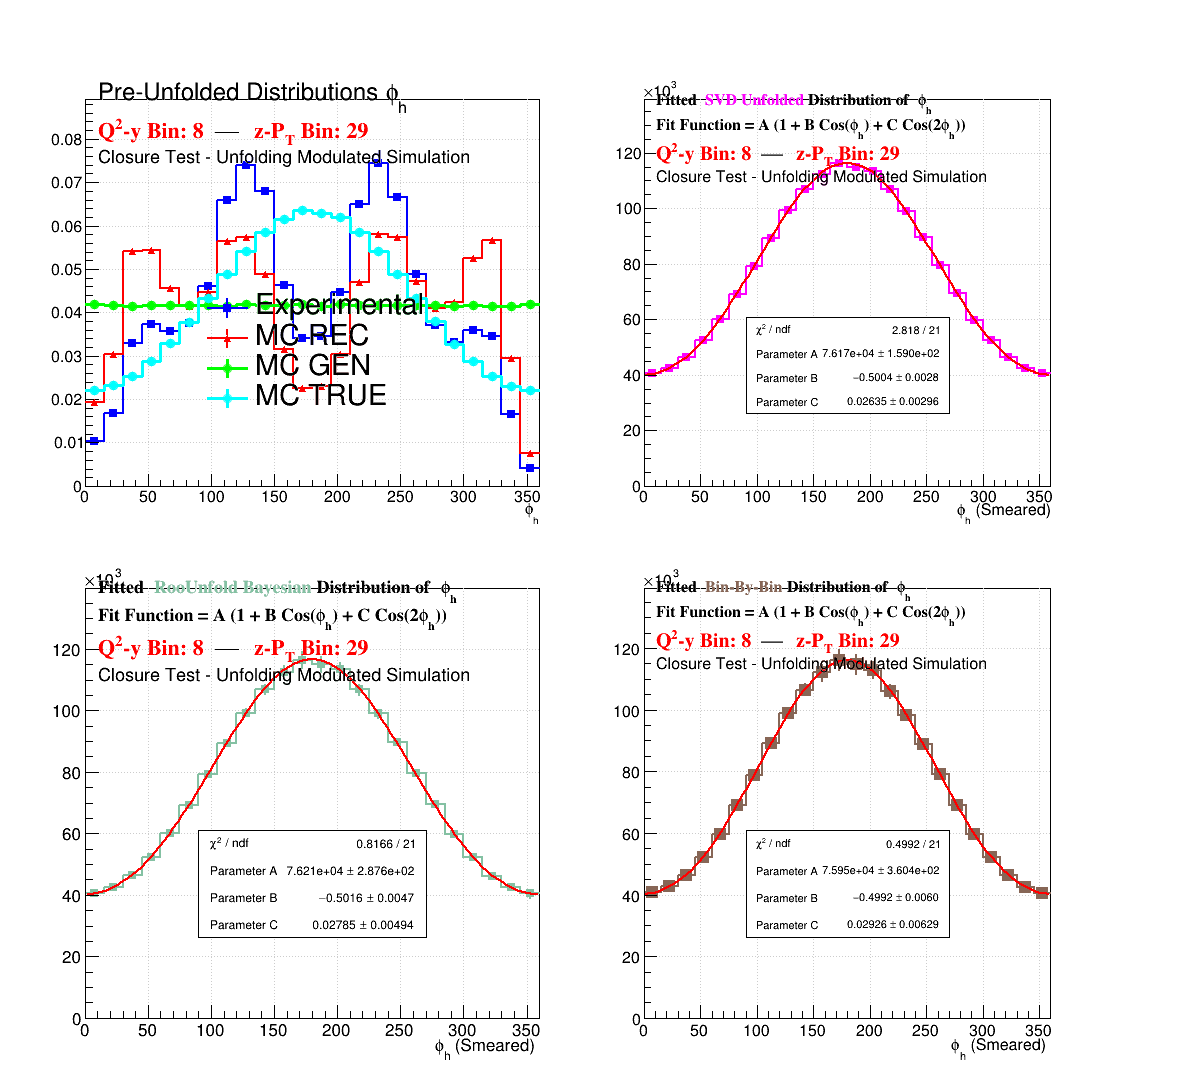 Pre-Unfolded Distributions ϕh
Q2-y Bin: 8 — z-PT Bin: 29
Closure Test - Unfolding Modulated Simulation
0.08
0.07
0.06
0.05
0.04
0.03
0.02
0.01
0
Experimental
MC REC
MC GEN
MC TRUE
0 50 100 150 200 250 300 350
ϕh
×103
Fitted SVD Unfolded Distribution of ϕh
Fit Function = A (1 + B Cos(ϕh) + C Cos(2ϕh))
Q2-y Bin: 8 — z-PT Bin: 29
Closure Test - Unfolding Modulated Simulation
120
100
80
60
40
20
0
χ2 / ndf 2.818 / 21
Parameter A 7.617e+04 ± 1.590e+02
Parameter B −0.5004 ± 0.0028
Parameter C 0.02635 ± 0.00296
0 50 100 150 200 250 300 350
ϕh (Smeared)
×103
Fitted RooUnfold Bayesian Distribution of ϕh
Fit Function = A (1 + B Cos(ϕh) + C Cos(2ϕh))
Q2-y Bin: 8 — z-PT Bin: 29
Closure Test - Unfolding Modulated Simulation
120
100
80
60
40
20
0
χ2 / ndf 0.8166 / 21
Parameter A 7.621e+04 ± 2.876e+02
Parameter B −0.5016 ± 0.0047
Parameter C 0.02785 ± 0.00494
0 50 100 150 200 250 300 350
ϕh (Smeared)
×103
Fitted Bin-By-Bin Distribution of ϕh
Fit Function = A (1 + B Cos(ϕh) + C Cos(2ϕh))
Q2-y Bin: 8 — z-PT Bin: 29
Closure Test - Unfolding Modulated Simulation
120
100
80
60
40
20
0
χ2 / ndf 0.4992 / 21
Parameter A 7.595e+04 ± 3.604e+02
Parameter B −0.4992 ± 0.0060
Parameter C 0.02926 ± 0.00629
0 50 100 150 200 250 300 350
ϕh (Smeared)